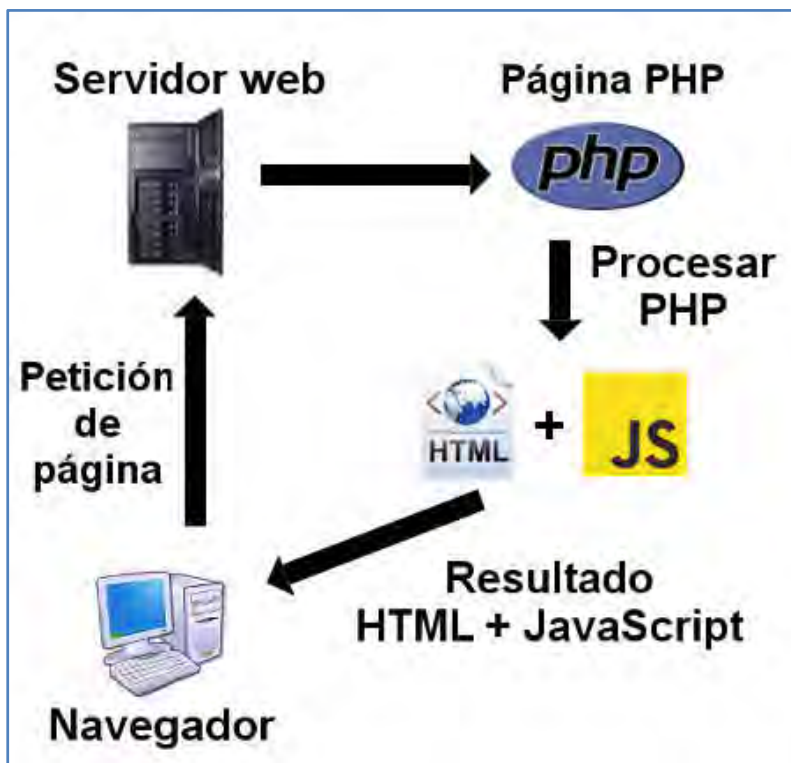 Servidor web
Página PHP
php
Procesar
PHP
Petición
de
página
HTML
+
JS
Resultado
HTML + JavaScript
Navegador